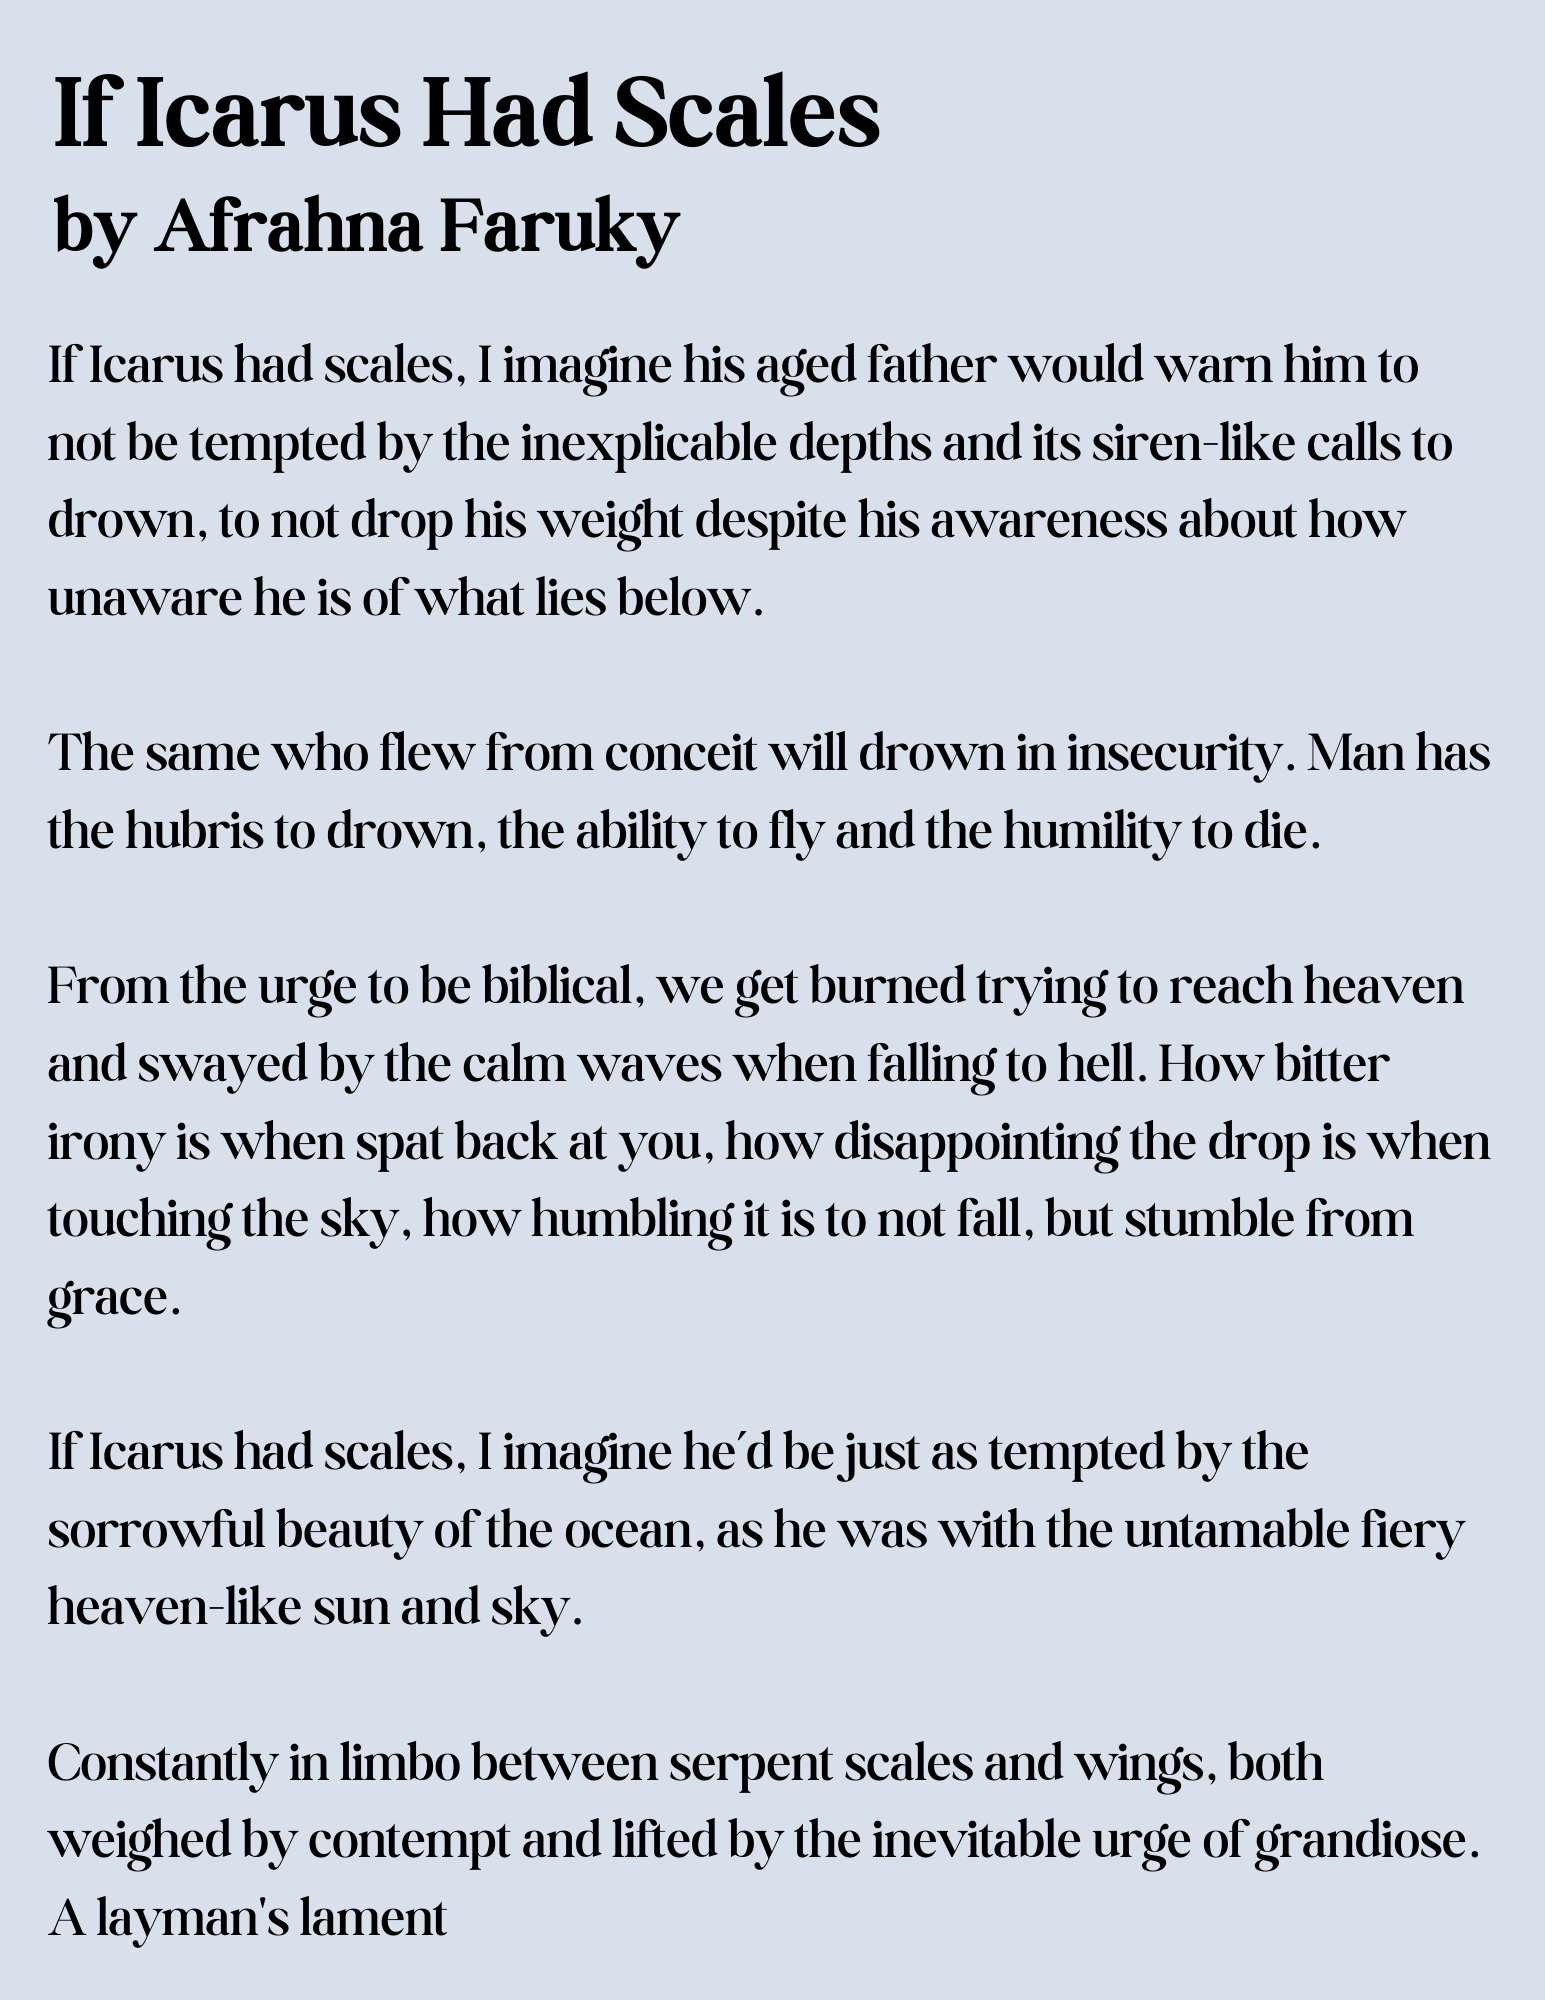 If Icarus Had Scales
by Afrahna Faruky
If Icarus had scales, I imagine his aged father would warn him to
not be tempted by the inexplicable depths and its siren-like calls to
drown, to not drop his weight despite his awareness about how
unaware he is of what lies below.
The same who flew from conceit will drown in insecurity. Man has
the hubris to drown, the ability to fly and the humility to die.
From the urge to be biblical, we get burned trying to reach heaven
and swayed by the calm waves when falling to hell. How bitter
irony is when spat back at you, how disappointing the drop is when
touching the sky, how humbling it is to not fall, but stumble from
grace.
If Icarus had scales, I imagine he´d be just as tempted by the
sorrowful beauty of the ocean, as he was with the untamable fiery
heaven-like sun and sky.
Constantly in limbo between serpent scales and wings, both
weighed by contempt and lifted by the inevitable urge of grandiose.
A layman's lament